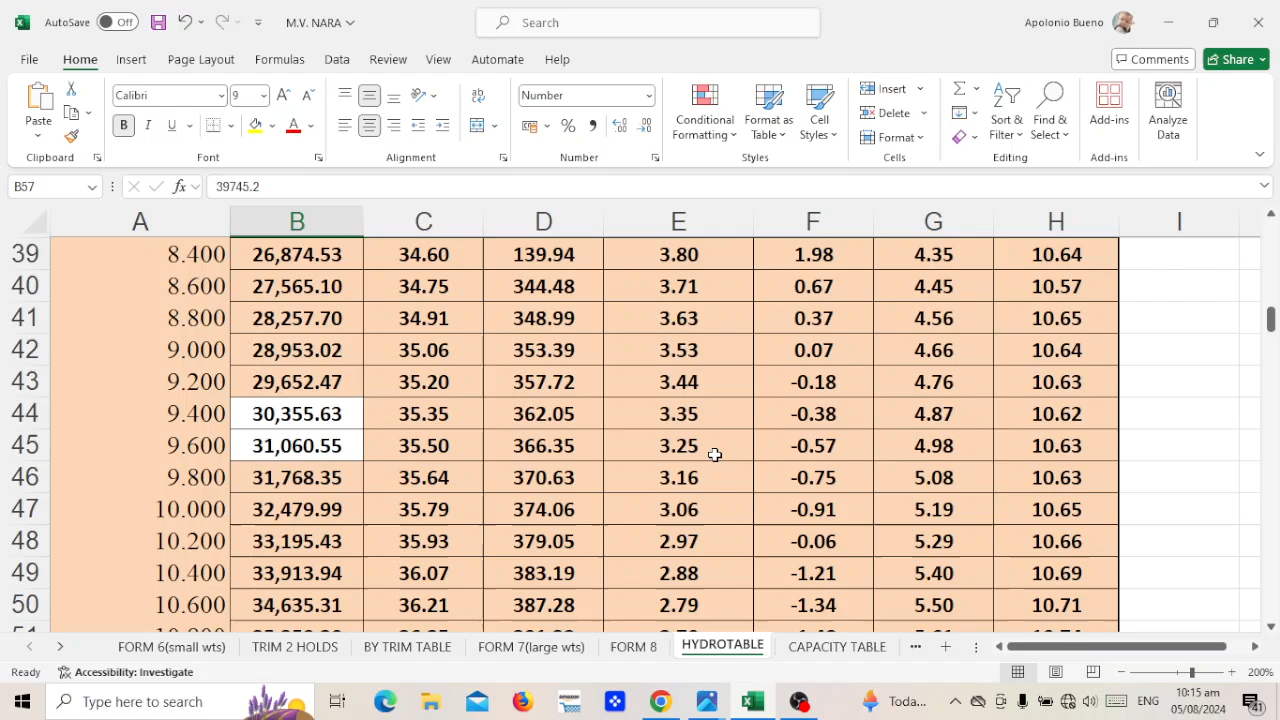 AutoSave Off M.V. NARA Search Apolonio Bueno
File Home Insert Page Layout Formulas Data Review View Automate Help Comments Share
Paste Calibri 9 Number Conditional Formatting Format as Table Cell Styles Insert Delete Format Sort & Filter Find & Select Add-ins Analyze Data
Clipboard Font Alignment Number Styles Cells Editing Add-ins
B57 fx 39745.2
A B C D E F G H I
39 8.400 26,874.53 34.60 139.94 3.80 1.98 4.35 10.64
40 8.600 27,565.10 34.75 344.48 3.71 0.67 4.45 10.57
41 8.800 28,257.70 34.91 348.99 3.63 0.37 4.56 10.65
42 9.000 28,953.02 35.06 353.39 3.53 0.07 4.66 10.64
43 9.200 29,652.47 35.20 357.72 3.44 -0.18 4.76 10.63
44 9.400 30,355.63 35.35 362.05 3.35 -0.38 4.87 10.62
45 9.600 31,060.55 35.50 366.35 3.25 -0.57 4.98 10.63
46 9.800 31,768.35 35.64 370.63 3.16 -0.75 5.08 10.63
47 10.000 32,479.99 35.79 374.06 3.06 -0.91 5.19 10.65
48 10.200 33,195.43 35.93 379.05 2.97 -0.06 5.29 10.66
49 10.400 33,913.94 36.07 383.19 2.88 -1.21 5.40 10.69
50 10.600 34,635.31 36.21 387.28 2.79 -1.34 5.50 10.71
FORM 6(small wts) TRIM 2 HOLDS BY TRIM TABLE FORM 7(large wts) FORM 8 HYDROTABLE CAPACITY TABLE
Ready Accessibility: Investigate 200%
Type here to search Toda... ENG 10:15 am
05/08/2024 41